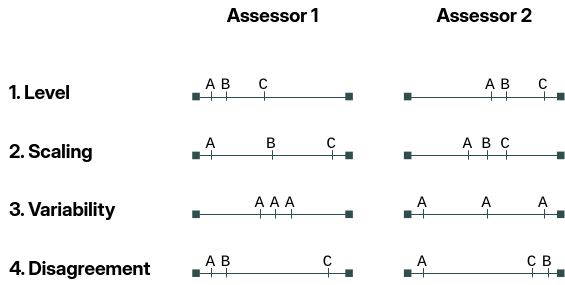 Assessor 1 Assessor 2
1. Level A B C A B C
2. Scaling A B C A B C
3. Variability A A A A A A
4. Disagreement A B C A C B